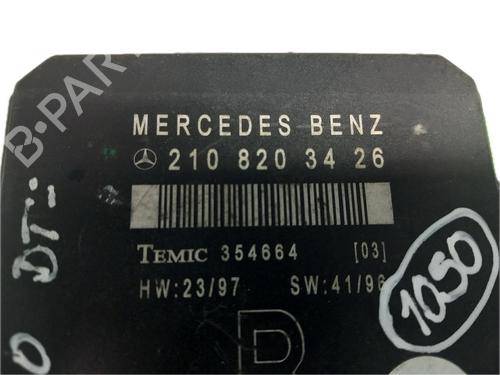 B-PAR
MERCEDES BENZ
210 820 34 26
TEMIC 354664 [03]
HW:23/97 SW:41/96
1050
D